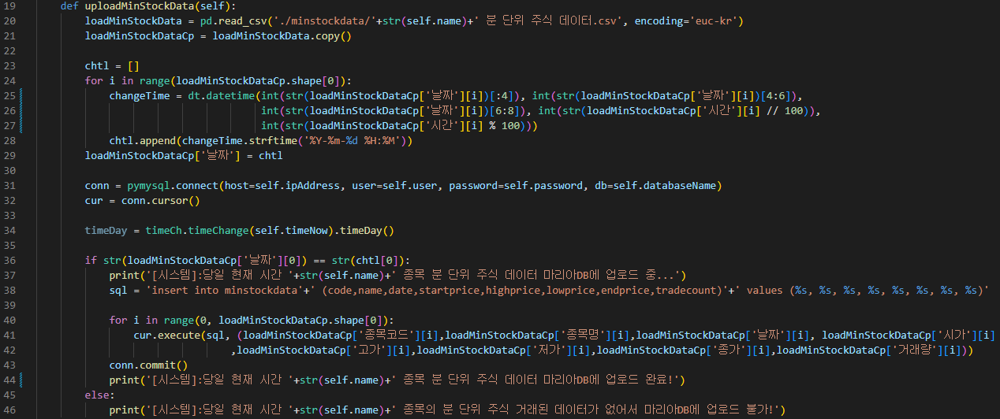 19 def uploadMinStockData(self):
20 loadMinStockData = pd.read_csv('./minstockdata/'+str(self.name)+' 분 단위 주식 데이터.csv', encoding='euc-kr')
21 loadMinStockDataCp = loadMinStockData.copy()
22
23 chtl = []
24 for i in range(loadMinStockDataCp.shape[0]):
25 changeTime = dt.datetime(int(str(loadMinStockDataCp['날짜'][i])[:4]), int(str(loadMinStockDataCp['날짜'][i])[4:6]),
26 int(str(loadMinStockDataCp['날짜'][i])[6:8]), int(str(loadMinStockDataCp['시간'][i] // 100)),
27 int(str(loadMinStockDataCp['시간'][i] % 100)))
28 chtl.append(changeTime.strftime('%Y-%m-%d %H:%M'))
29 loadMinStockDataCp['날짜'] = chtl
30
31 conn = pymysql.connect(host=self.ipAddress, user=self.user, password=self.password, db=self.databaseName)
32 cur = conn.cursor()
33
34 timeDay = timeCh.timeChange(self.timeNow).timeDay()
35
36 if str(loadMinStockDataCp['날짜'][0]) == str(chtl[0]):
37 print('[시스템]:당일 현재 시간 '+str(self.name)+' 종목 분 단위 주식 데이터 마리아DB에 업로드 중...')
38 sql = 'insert into minstockdata'+' (code,name,date,startprice,highprice,lowprice,endprice,tradecount)'+' values (%s, %s, %s, %s, %s, %s, %s, %s)'
39
40 for i in range(0, loadMinStockDataCp.shape[0]):
41 cur.execute(sql, (loadMinStockDataCp['종목코드'][i],loadMinStockDataCp['종목명'][i],loadMinStockDataCp['날짜'][i], loadMinStockDataCp['시가'][i]
42 ,loadMinStockDataCp['고가'][i],loadMinStockDataCp['저가'][i],loadMinStockDataCp['종가'][i],loadMinStockDataCp['거래량'][i]))
43 conn.commit()
44 print('[시스템]:당일 현재 시간 '+str(self.name)+' 종목 분 단위 주식 데이터 마리아DB에 업로드 완료!')
45 else:
46 print('[시스템]:당일 현재 시간 '+str(self.name)+' 종목의 분 단위 주식 거래된 데이터가 없어서 마리아DB에 업로드 불가!')